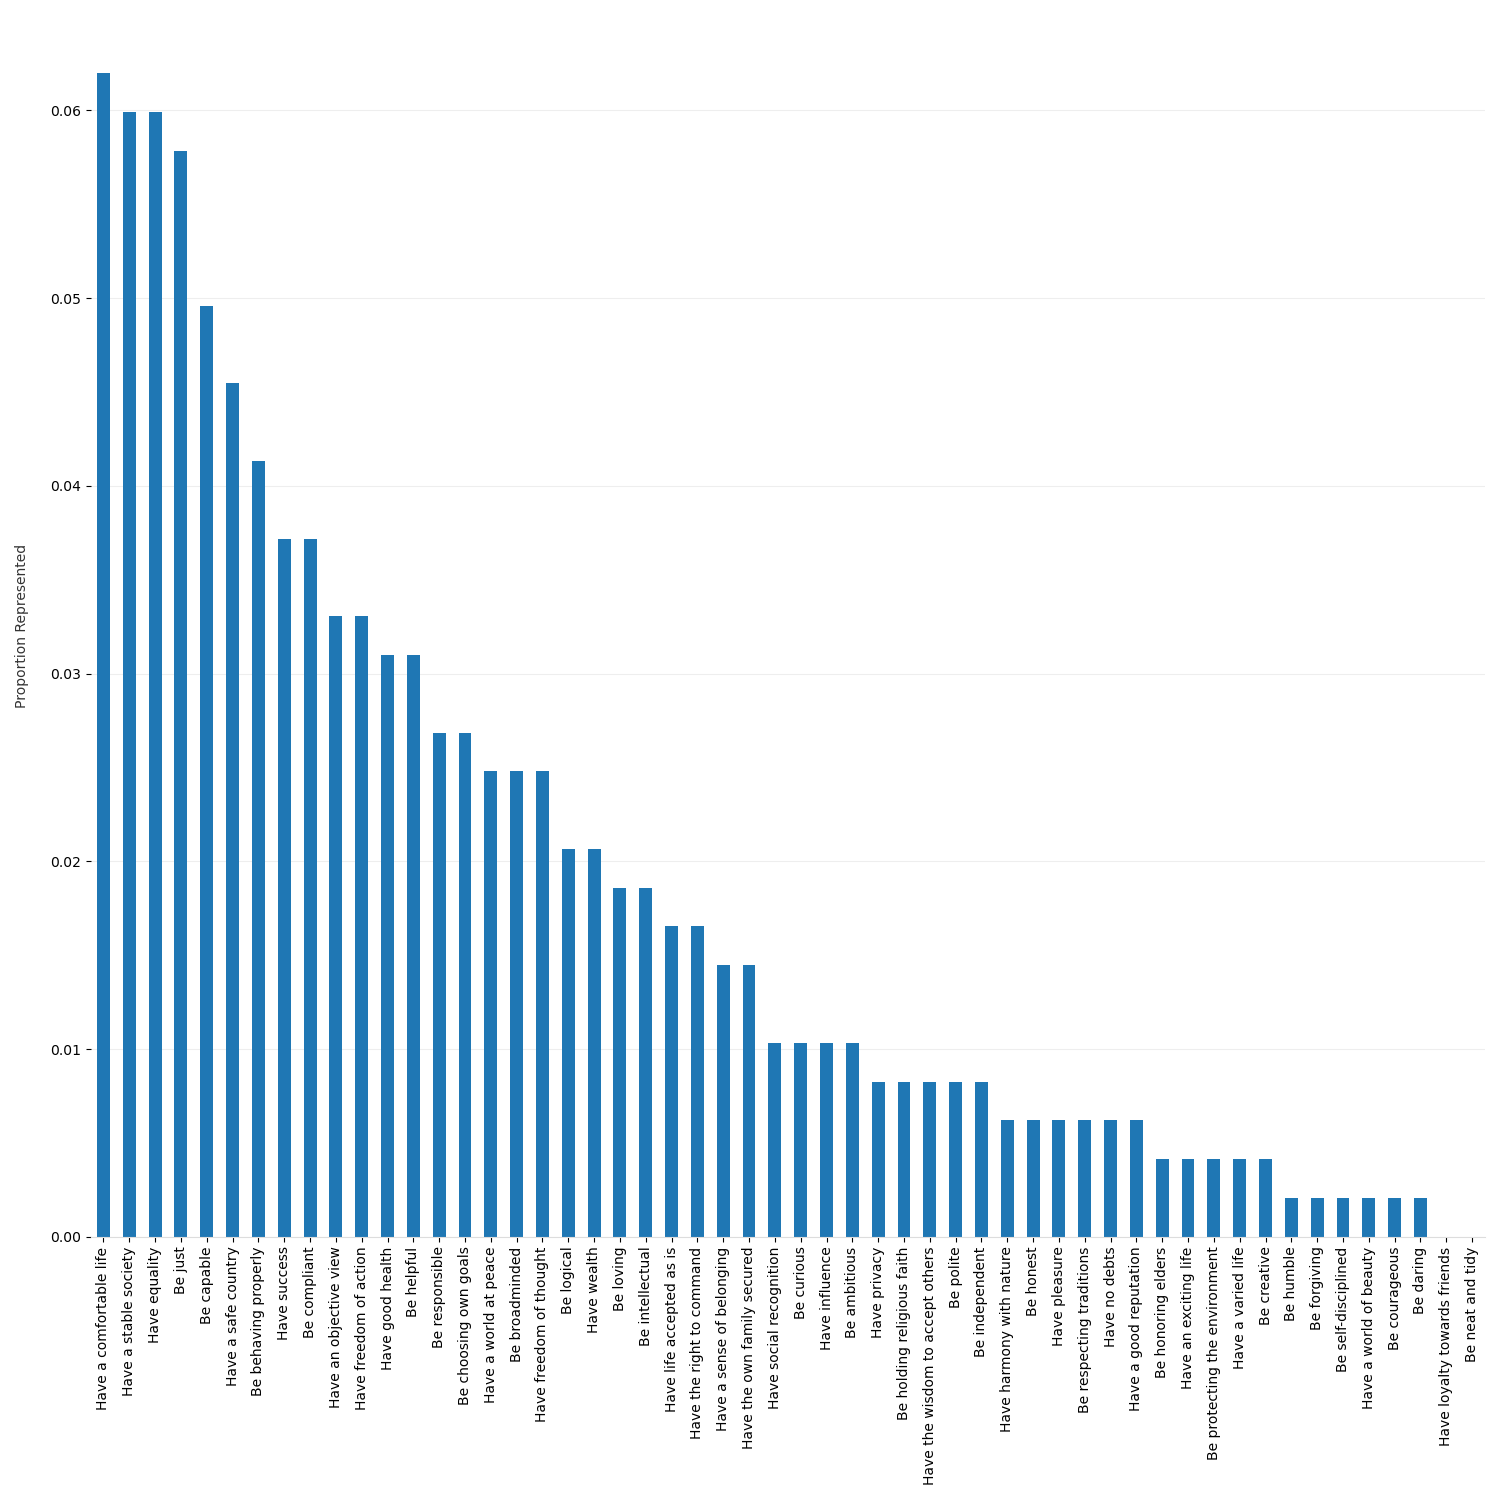 0.06
0.05
0.04
0.03
0.02
0.01
0.00
Proportion Represented
Have a comfortable life
Have a stable society
Have equality
Be just
Be capable
Have a safe country
Be behaving properly
Have success
Be compliant
Have an objective view
Have freedom of action
Have good health
Be helpful
Be responsible
Be choosing own goals
Have a world at peace
Be broadminded
Have freedom of thought
Be logical
Have wealth
Be loving
Be intellectual
Have life accepted as is
Have the right to command
Have a sense of belonging
Have the own family secured
Have social recognition
Be curious
Have influence
Be ambitious
Have privacy
Be holding religious faith
Have the wisdom to accept others
Be polite
Be independent
Have harmony with nature
Be honest
Have pleasure
Be respecting traditions
Have no debts
Have a good reputation
Be honoring elders
Have an exciting life
Be protecting the environment
Have a varied life
Be creative
Be humble
Be forgiving
Be self-disciplined
Have a world of beauty
Be courageous
Be daring
Have loyalty towards friends
Be neat and tidy